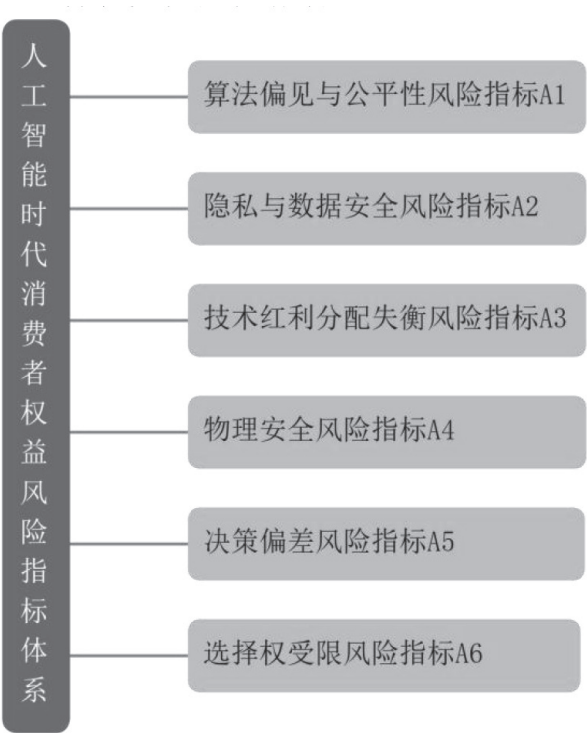 人工智能时代消费者权益风险指标体系
算法偏见与公平性风险指标A1
隐私与数据安全风险指标A2
技术红利分配失衡风险指标A3
物理安全风险指标A4
决策偏差风险指标A5
选择权受限风险指标A6